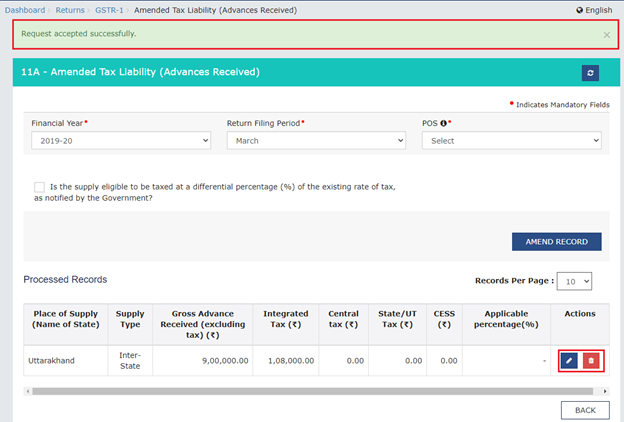 Dashboard › Returns › GSTR-1 › Amended Tax Liability (Advances Received) English
Request accepted successfully. ×
11A - Amended Tax Liability (Advances Received)
• Indicates Mandatory Fields
Financial Year• Return Filing Period• POS •
2019-20 March Select
Is the supply eligible to be taxed at a differential percentage (%) of the existing rate of tax,
as notified by the Government?
AMEND RECORD
Processed Records Records Per Page : 10
Place of Supply (Name of State) Supply Type Gross Advance Received (excluding tax) (₹) Integrated Tax (₹) Central tax (₹) State/UT Tax (₹) CESS (₹) Applicable percentage(%) Actions
Uttarakhand Inter-State 9,00,000.00 1,08,000.00 0.00 0.00 0.00 -
BACK